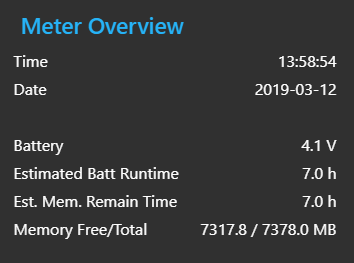 Meter Overview
Time 13:58:54
Date 2019-03-12
Battery 4.1 V
Estimated Batt Runtime 7.0 h
Est. Mem. Remain Time 7.0 h
Memory Free/Total 7317.8 / 7378.0 MB